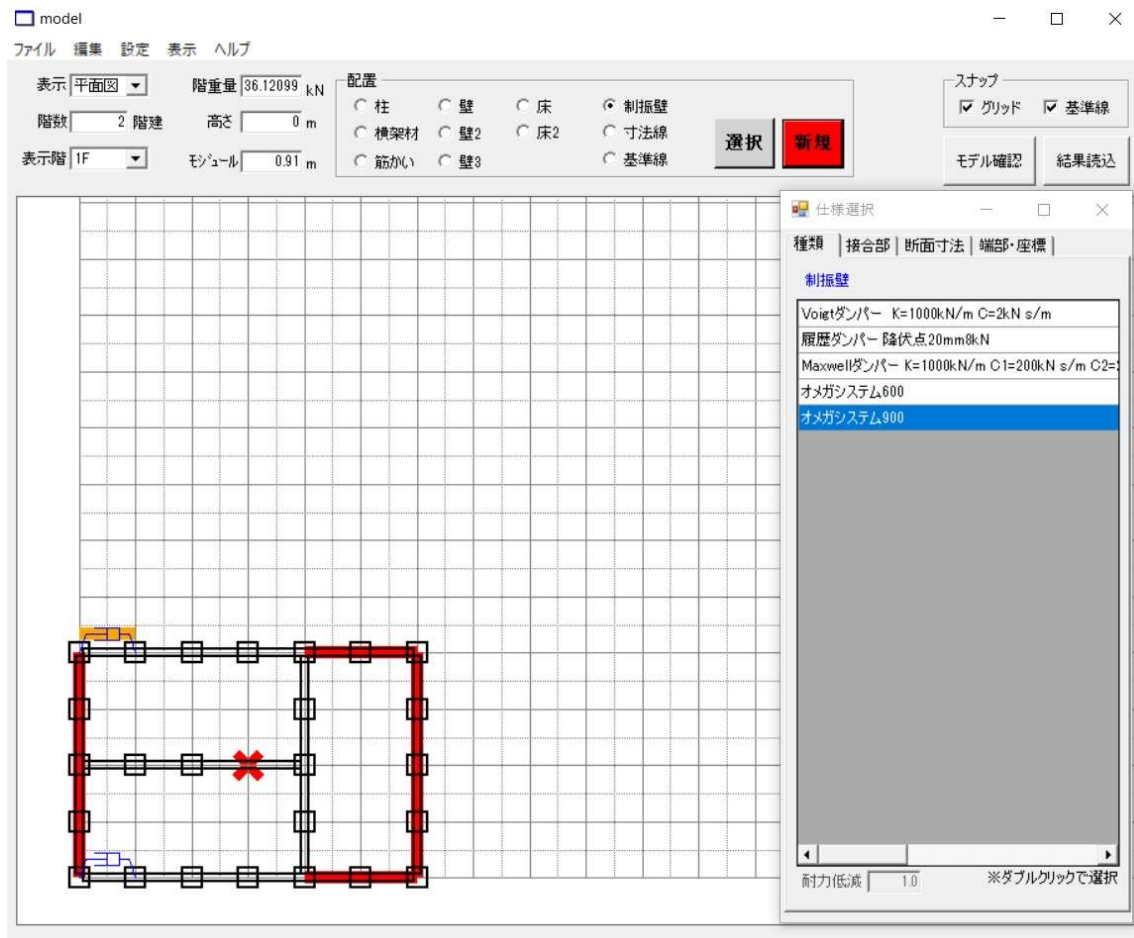 model
ファイル 編集 設定 表示 ヘルプ
表示 平面図 階重量 36.12099 kN
階数 2 階建 高さ 0 m
表示階 1F モジュール 0.91 m
配置
柱 壁 床 制振壁
横架材 壁2 床2 寸法線
筋かい 壁3 基準線
選択 新規
スナップ
グリッド 基準線
モデル確認 結果読込
仕様選択
種類 接合部 断面寸法 端部・座標
制振壁
Voigtダンパー K=1000kN/m C=2kN s/m
履歴ダンパー 降伏点20mm8kN
Maxwellダンパー K=1000kN/m C1=200kN s/m C2=
オメガシステム600
オメガシステム900
耐力低減 1.0 ※ダブルクリックで選択